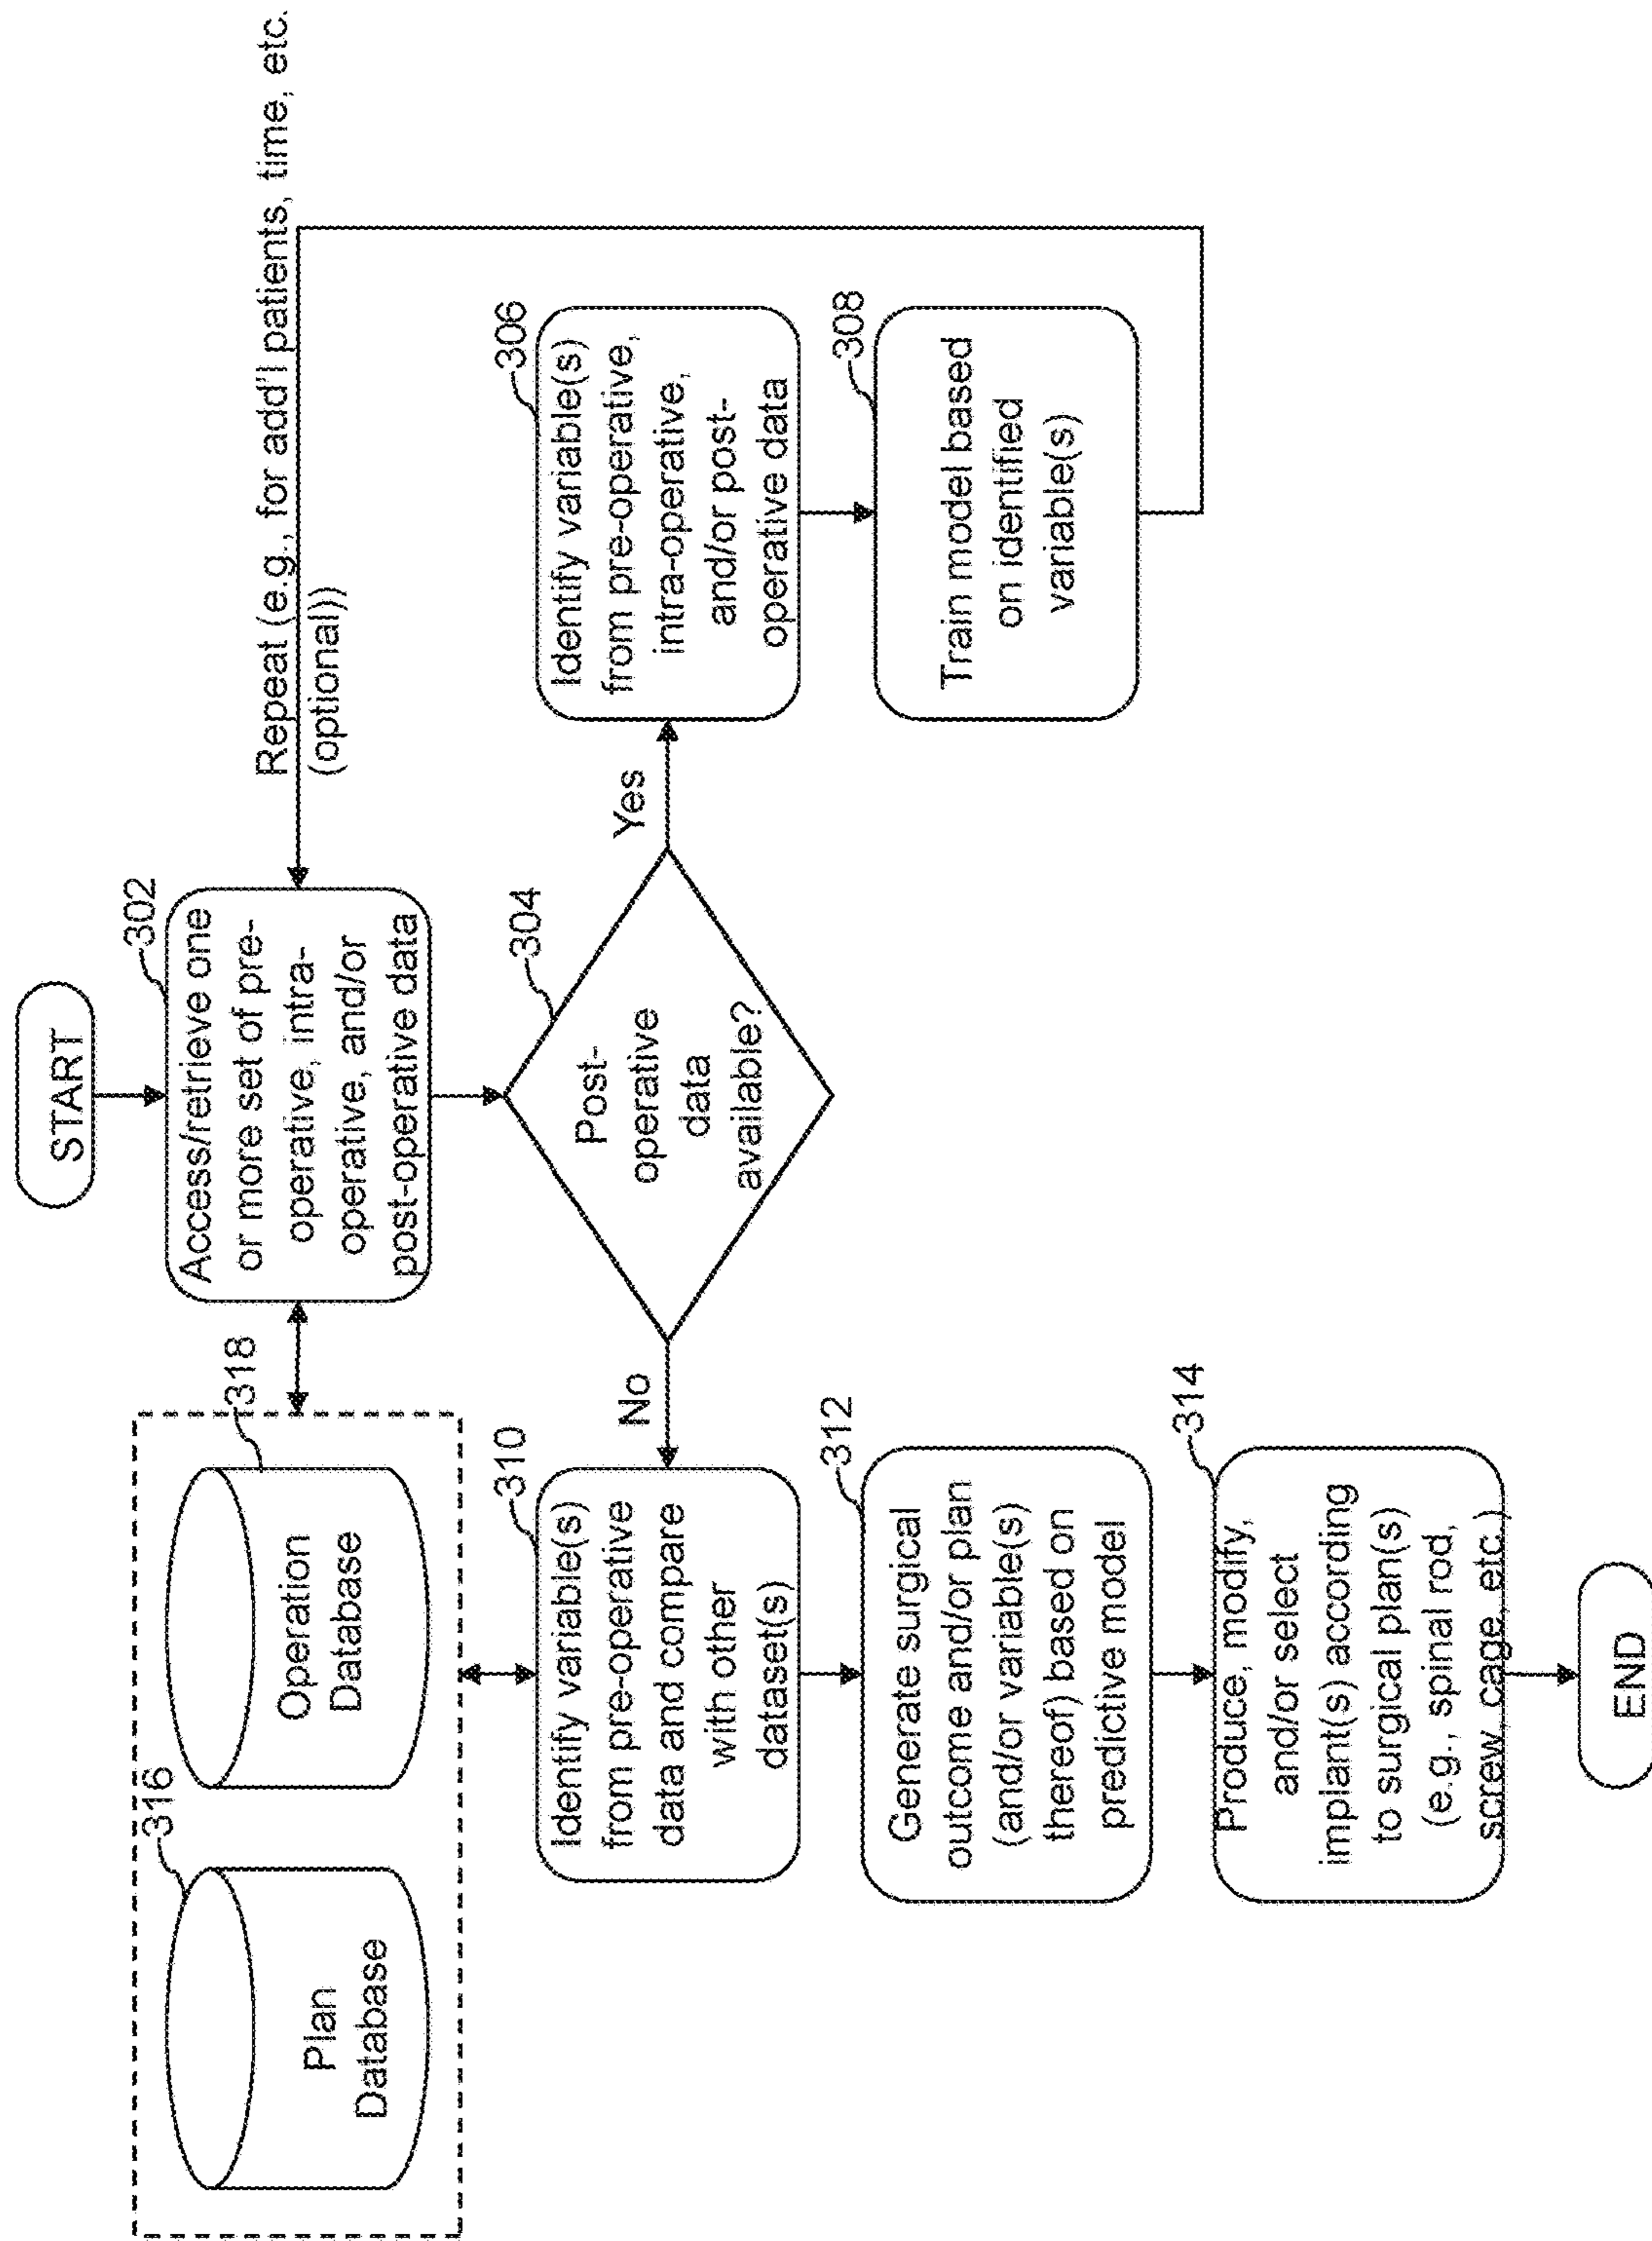 START
302
Access/retrieve one
or more set of pre-
operative, intra-
operative, and/or
post-operative data
Repeat (e.g., for add'l patients, time, etc.
(optional))
316
Plan
Database
318
Operation
Database
304
Post-
operative
data
available?
Yes
No
306
Identify variable(s)
from pre-operative,
intra-operative,
and/or post-
operative data
308
Train model based
on identified
variable(s)
310
Identify variable(s)
from pre-operative
data and compare
with other
dataset(s)
312
Generate surgical
outcome and/or plan
(and/or variable(s)
thereof) based on
predictive model
314
Produce, modify,
and/or select
implant(s) according
to surgical plan(s)
(e.g., spinal rod,
screw, cage, etc.)
END